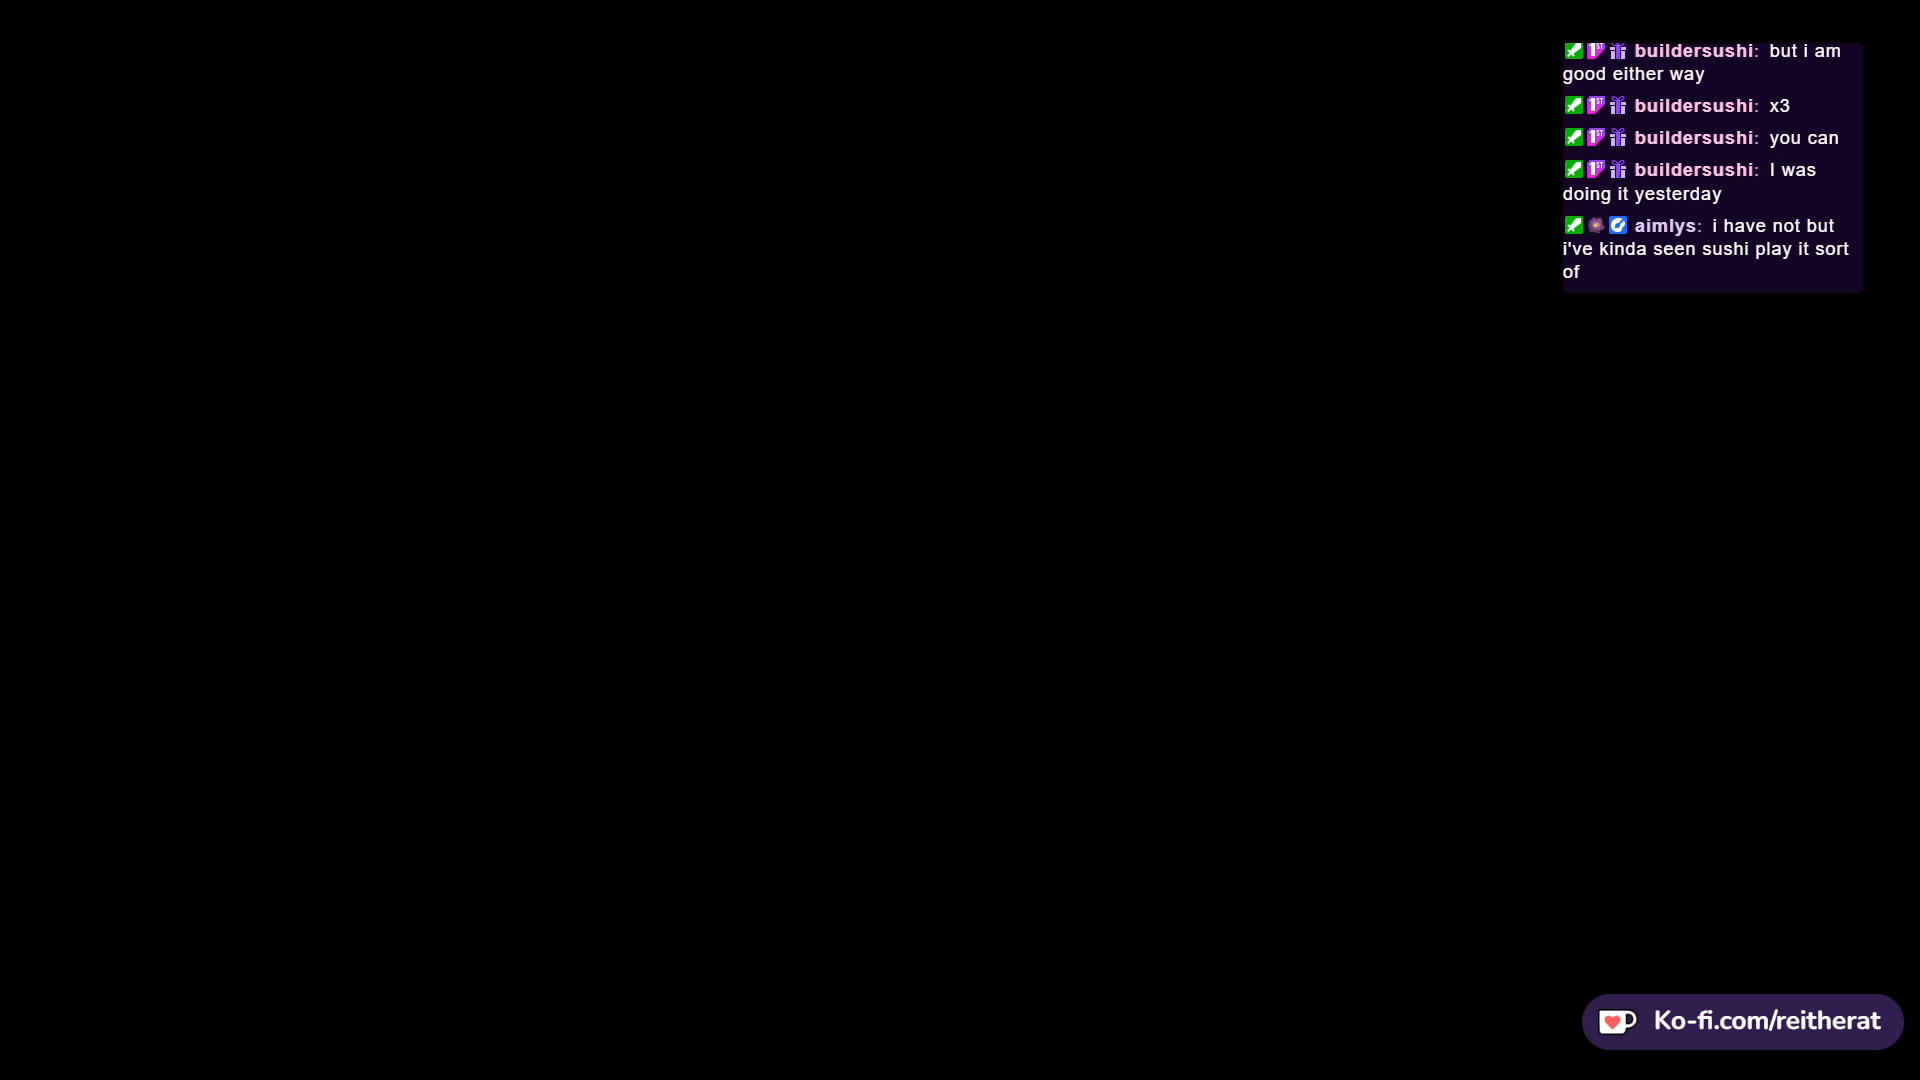 buildersushi: but i am
good either way
buildersushi: x3
buildersushi: you can
buildersushi: I was
doing it yesterday
aimlys: i have not but
i've kinda seen sushi play it sort
of
Ko-fi.com/reitherat